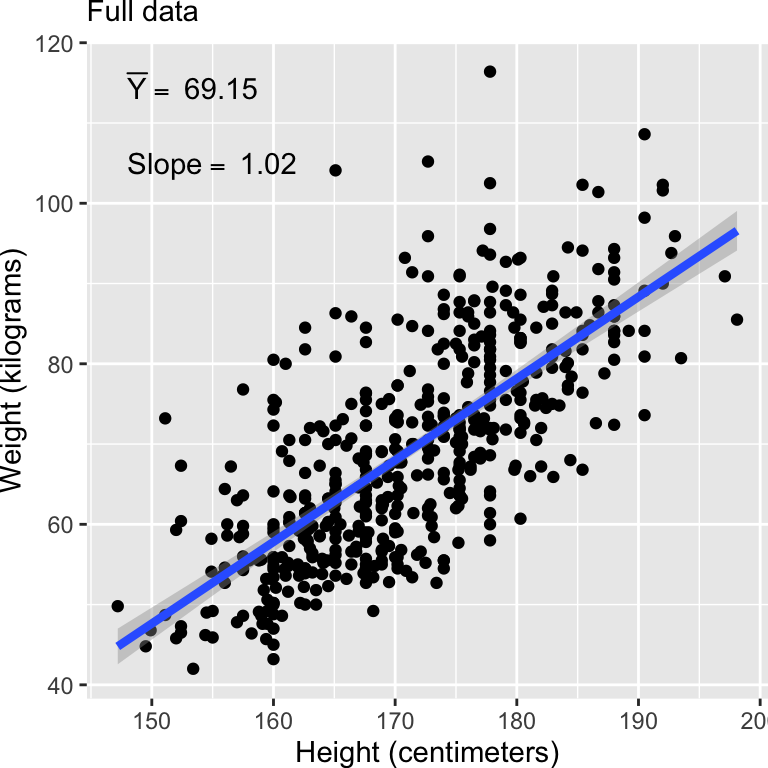 Full data
Y̅ = 69.15
Slope = 1.02
Weight (kilograms)
120
100
80
60
40
150 160 170 180 190 20
Height (centimeters)